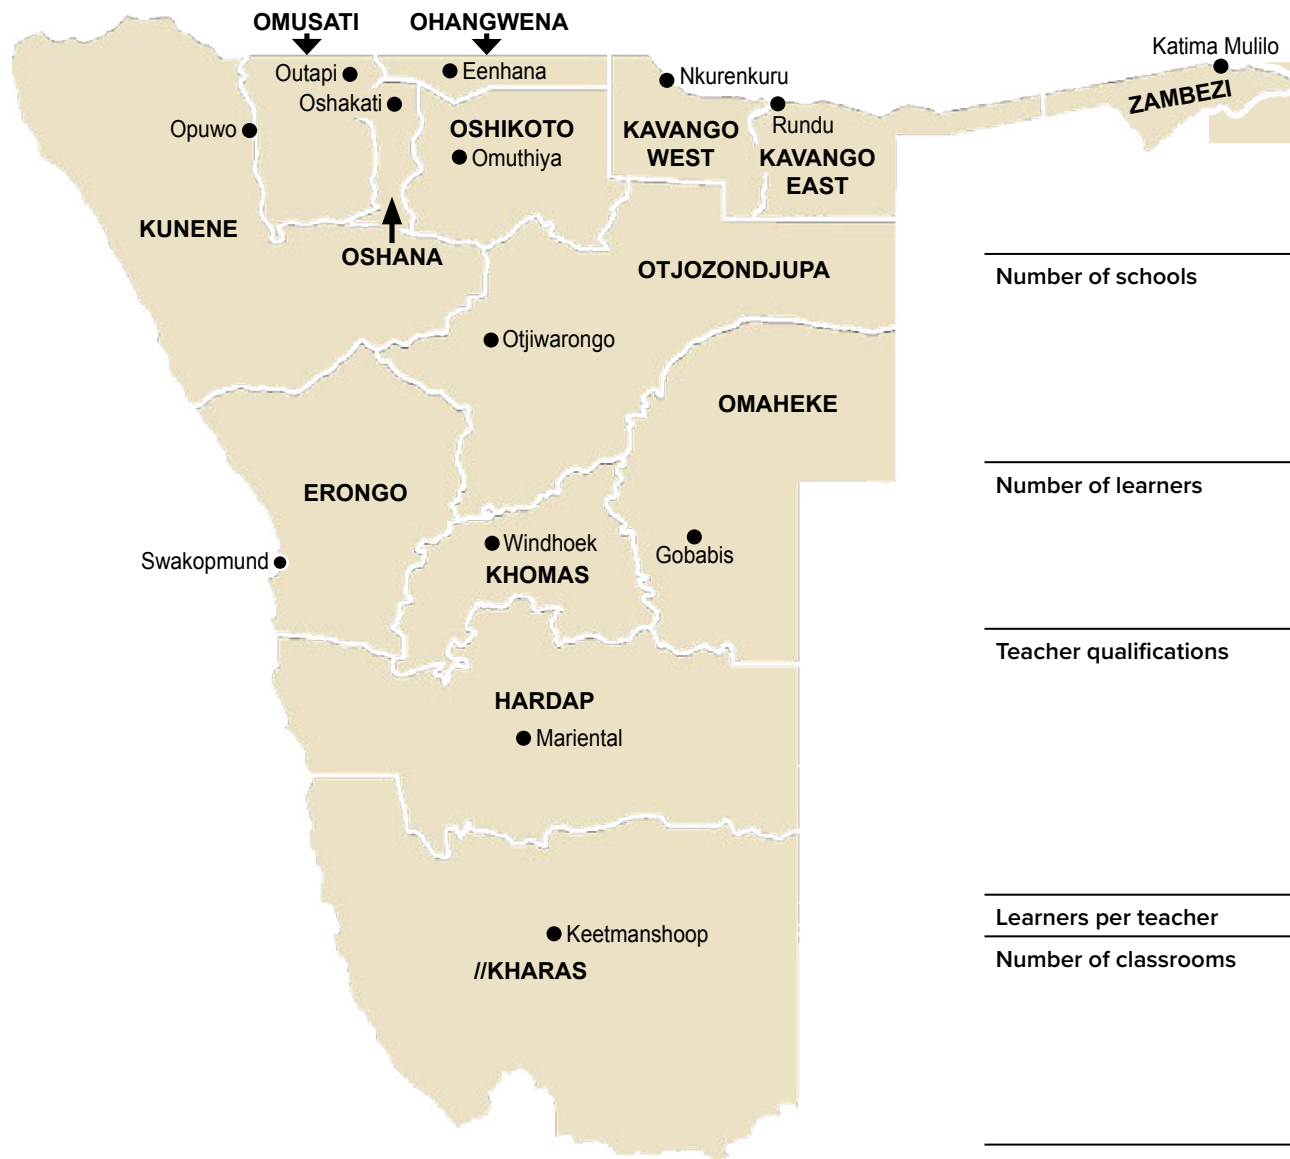 OMUSATI
OHANGWENA
Katima Mulilo
Outapi
Eenhana
Nkurenkuru
ZAMBEZI
Oshakati
Opuwo
OSHIKOTO
Omuthiya
KAVANGO
WEST
Rundu
KAVANGO
EAST
KUNENE
OSHANA
OTJOZONDJUPA
Number of schools
Otjiwarongo
OMAHEKE
ERONGO
Number of learners
Swakopmund
Windhoek
KHOMAS
Gobabis
Teacher qualifications
HARDAP
Mariental
Learners per teacher
Keetmanshoop
//KHARAS
Number of classrooms